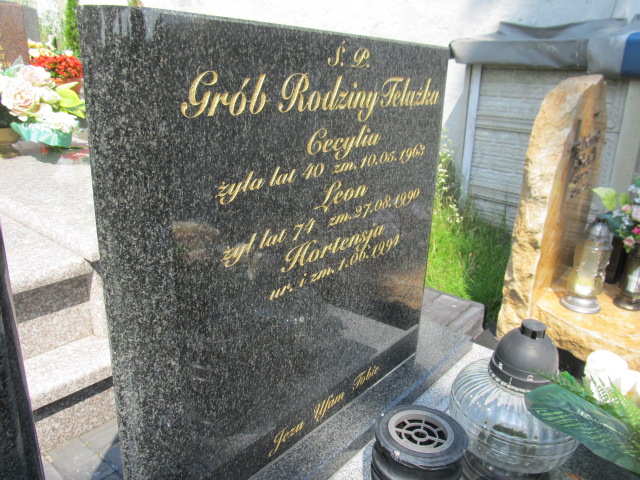 Ś. P.
Grób Rodziny Telążka
Cecylia
żyła lat 40 zm. 10.05.1963
Leon
żył lat 74 zm. 27.08.1990
Hortensja
ur. i zm. 1.06.1994
Jezu Ufam Tobie